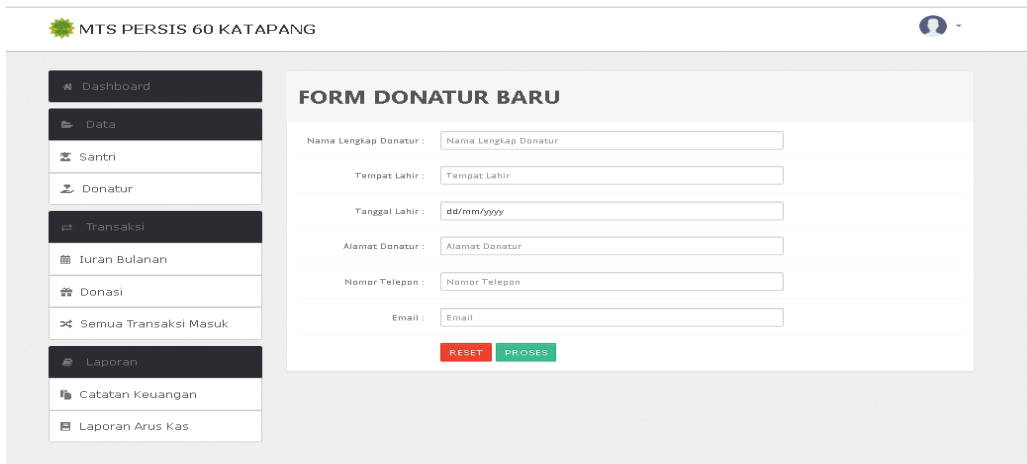 MTS PERSIS 60 KATAPANG
Dashboard
Data
Santri
Donatur
Transaksi
Iuran Bulanan
Donasi
Semua Transaksi Masuk
Laporan
Catatan Keuangan
Laporan Arus Kas
FORM DONATUR BARU
Nama Lengkap Donatur : Nama Lengkap Donatur
Tempat Lahir : Tempat Lahir
Tanggal Lahir : dd/mm/yyyy
Alamat Donatur : Alamat Donatur
Nomor Telepon : Nomor Telepon
Email : Email
RESET PROSES